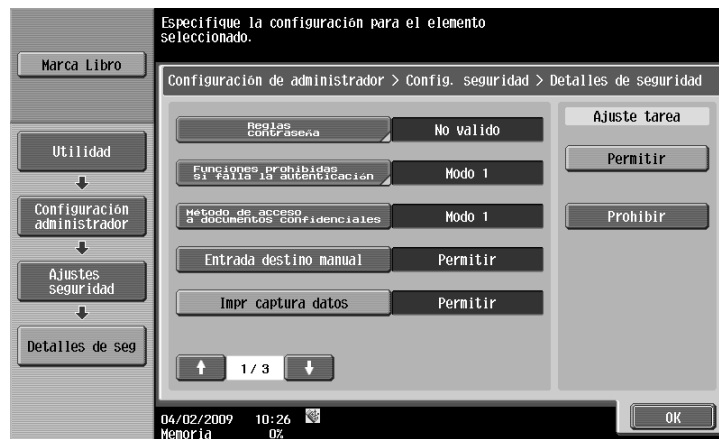 Especifique la configuración para el elemento
seleccionado.
Marca Libro
Configuración de administrador > Config. seguridad > Detalles de seguridad
Utilidad
Configuración
administrador
Ajustes
seguridad
Detalles de seg
Reglas
contraseña
No valido
Funciones prohibidas
si falla la autenticación
Modo 1
Método de acceso
a documentos confidenciales
Modo 1
Entrada destino manual
Permitir
Impr captura datos
Permitir
1/ 3
Ajuste tarea
Permitir
Prohibir
04/02/2009 10:26
Memoria 0%
OK